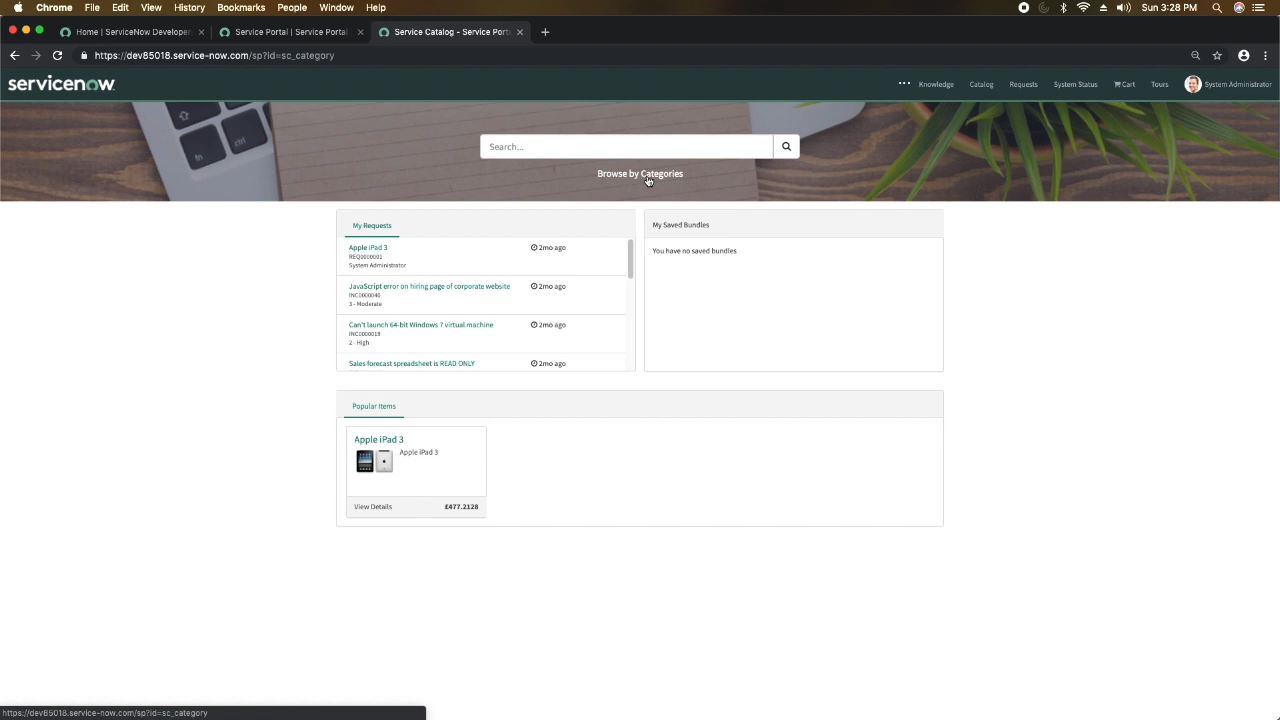 Chrome File Edit View History Bookmarks People Window Help
Sun 3:28 PM
Home | ServiceNow Developer
Service Portal | Service Portal
Service Catalog - Service Port
https://dev85018.service-now.com/sp?id=sc_category
servicenow
Knowledge Catalog Requests System Status Cart Tours System Administrator
fn ctrl
Search...
Browse by Categories
My Requests
Apple iPad 3 2mo ago
REQ0000001
System Administrator
JavaScript error on hiring page of corporate website 2mo ago
INC0000040
3 - Moderate
Can't launch 64-bit Windows 7 virtual machine 2mo ago
INC0000019
2 - High
Sales forecast spreadsheet is READ ONLY 2mo ago
My Saved Bundles
You have no saved bundles
Popular Items
Apple iPad 3
Apple iPad 3
View Details £477.2128
https://dev85018.service-now.com/sp?id=sc_category